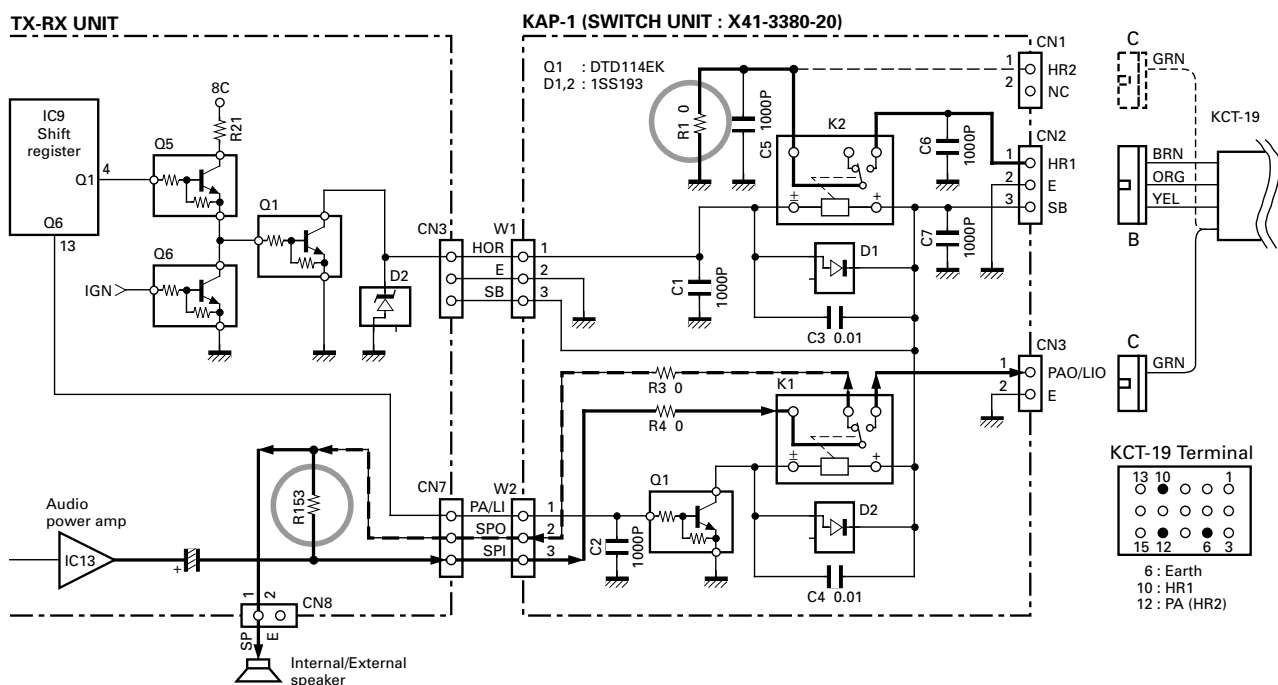 TX-RX UNIT
KAP-1 (SWITCH UNIT : X41-3380-20)
IC9
Shift
register
Q1
4
Q6
13
8C
R21
Q5
Q6
IGN
Q1
D2
CN3
HOR
E
SB
W1
1
2
3
Q1 : DTD114EK
D1,2 : 1SS193
R1 0
C5
1000P
K2
±
+
C6
1000P
C7
1000P
C1
1000P
D1
C3 0.01
CN1
1
HR2
2
NC
CN2
1
HR1
2
E
3
SB
C
GRN
KCT-19
BRN
ORG
YEL
B
R3 0
R4 0
K1
±
+
CN3
1
PAO/LIO
2
E
C
GRN
Audio
power amp
IC13
+
R153
CN7
PA/LI
SPO
SPI
W2
1
2
3
C2
1000P
Q1
D2
C4 0.01
1
2
CN8
SP
E
Internal/External
speaker
KCT-19 Terminal
13 10 1
15 12 6 3
6 : Earth
10 : HR1
12 : PA (HR2)